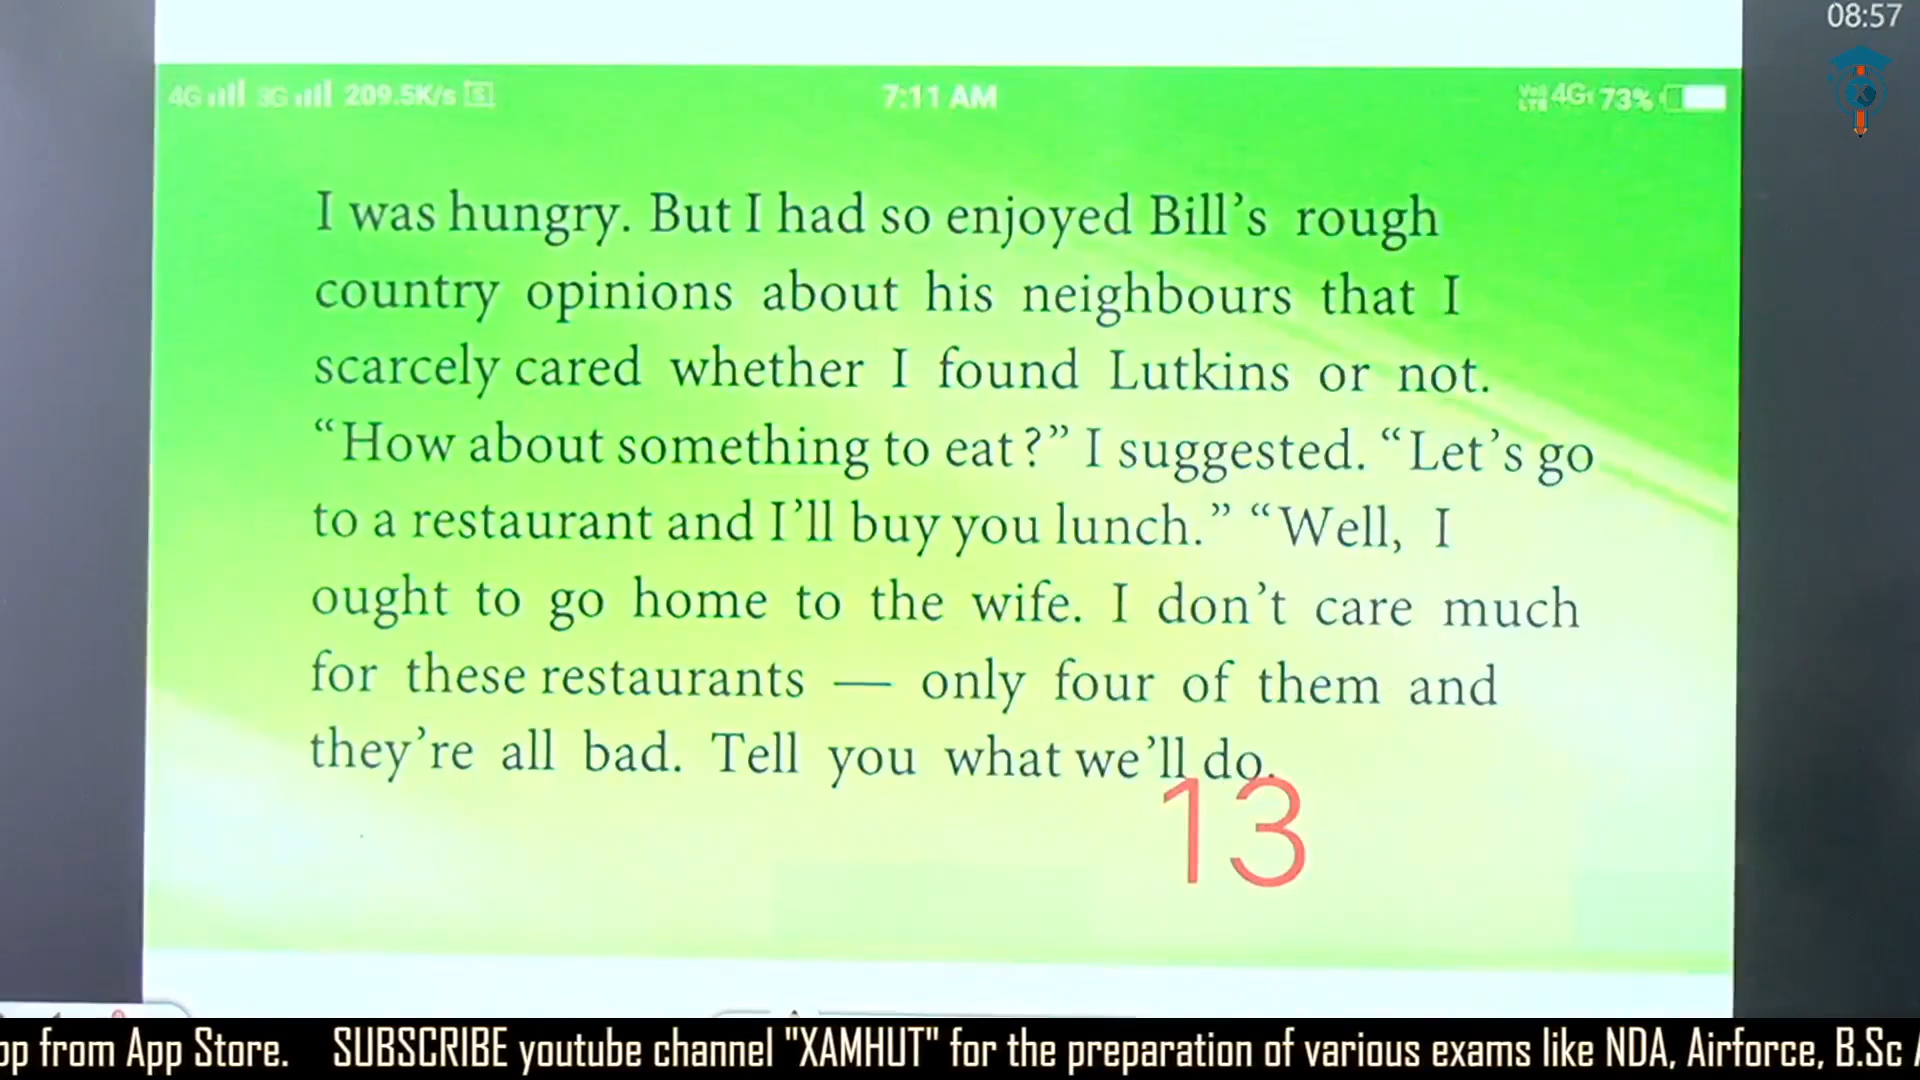 08:57
4G 3G 209.5K/s S 7:11 AM VoLTE 4G 73%
I was hungry. But I had so enjoyed Bill’s rough
country opinions about his neighbours that I
scarcely cared whether I found Lutkins or not.
“How about something to eat?” I suggested. “Let’s go
to a restaurant and I’ll buy you lunch.” “Well, I
ought to go home to the wife. I don’t care much
for these restaurants — only four of them and
they’re all bad. Tell you what we’ll do.
13
pp from App Store. SUBSCRIBE youtube channel "XAMHUT" for the preparation of various exams like NDA, Airforce, B.Sc